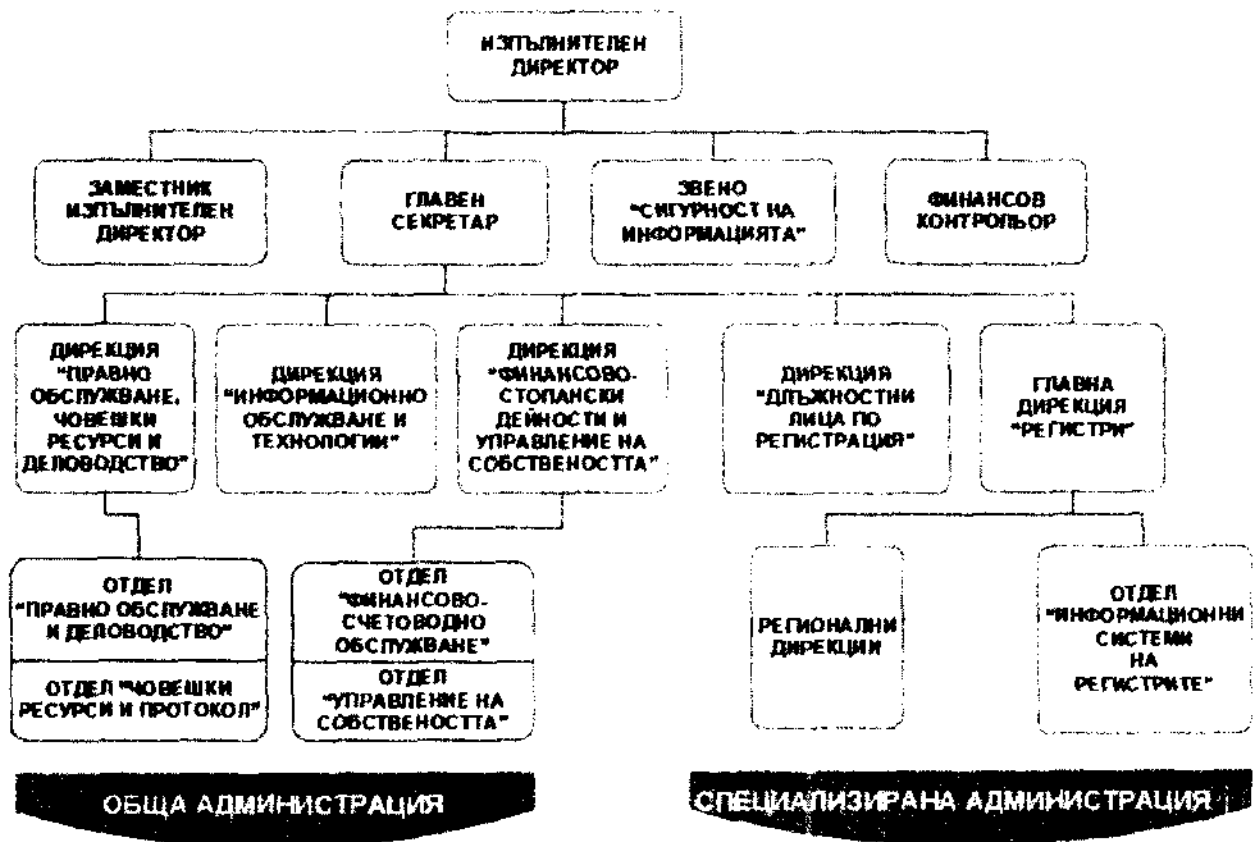 ИЗПЪЛНИТЕЛЕН
ДИРЕКТОР
ЗАМЕСТНИК
ИЗПЪЛНИТЕЛЕН
ДИРЕКТОР
ГЛАВЕН
СЕКРЕТАР
ЗВЕНО
"СИГУРНОСТ НА
ИНФОРМАЦИЯТА"
ФИНАНСОВ
КОНТРОЛЬОР
ДИРЕКЦИЯ
"ПРАВНО
ОБСЛУЖВАНЕ,
ЧОВЕШКИ
РЕСУРСИ И
ДЕЛОВОДСТВО"
ДИРЕКЦИЯ
"ИНФОРМАЦИОННО
ОБСЛУЖВАНЕ И
ТЕХНОЛОГИИ"
ДИРЕКЦИЯ
"ФИНАНСОВО-
СТОПАНСКИ
ДЕЙНОСТИ И
УПРАВЛЕНИЕ НА
СОБСТВЕНОСТТА"
ДИРЕКЦИЯ
"ДЛЪЖНОСТНИ
ЛИЦА ПО
РЕГИСТРАЦИЯ"
ГЛАВНА
ДИРЕКЦИЯ
"РЕГИСТРИ"
ОТДЕЛ
"ПРАВНО ОБСЛУЖВАНЕ
И ДЕЛОВОДСТВО"
ОТДЕЛ "ЧОВЕШКИ
РЕСУРСИ И ПРОТОКОЛ"
ОТДЕЛ
"ФИНАНСОВО-
СЧЕТОВОДНО
ОБСЛУЖВАНЕ"
ОТДЕЛ
"УПРАВЛЕНИЕ НА
СОБСТВЕНОСТТА"
РЕГИОНАЛНИ
ДИРЕКЦИИ
ОТДЕЛ
"ИНФОРМАЦИОННИ
СИСТЕМИ
НА
РЕГИСТРИТЕ"
ОБЩА АДМИНИСТРАЦИЯ
СПЕЦИАЛИЗИРАНА АДМИНИСТРАЦИЯ